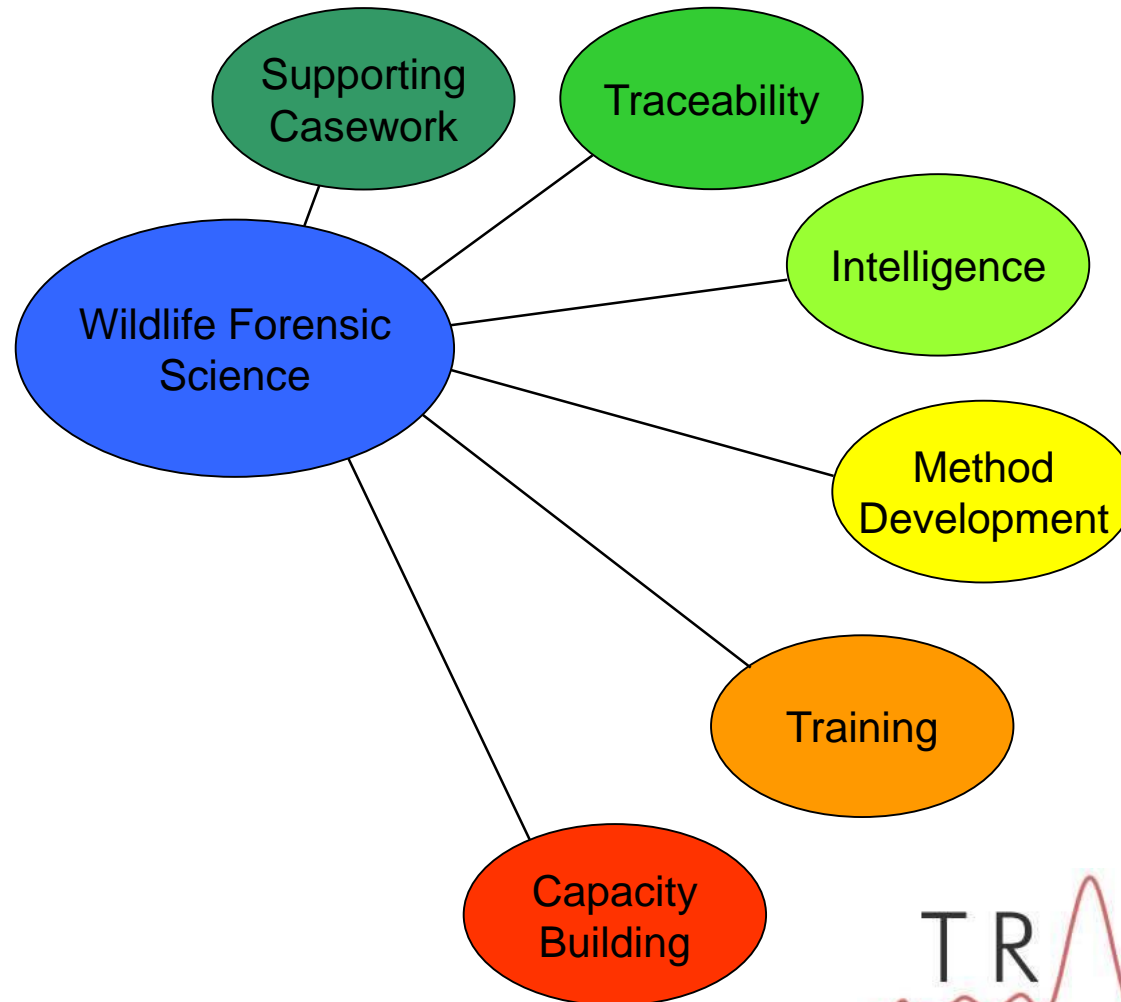 Supporting
Casework
Traceability
Intelligence
Wildlife Forensic
Science
Method
Development
Training
Capacity
Building
TR